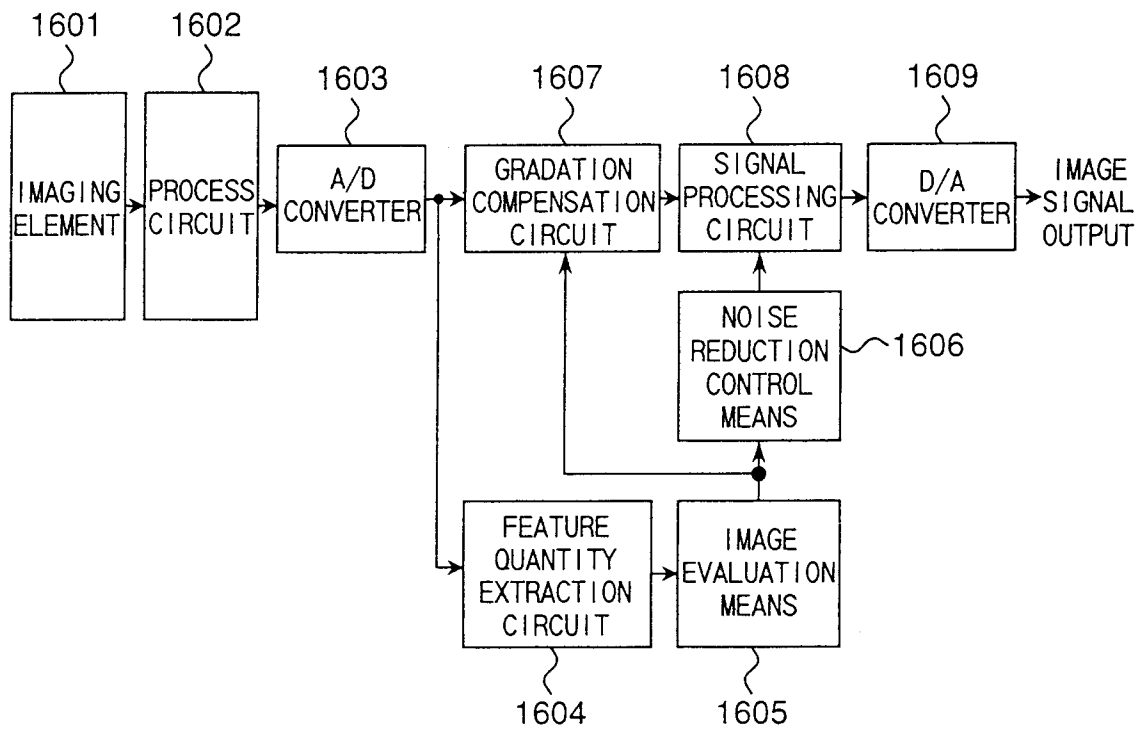 1601
1602
1603
1607
1608
1609
IMAGING
ELEMENT
PROCESS
CIRCUIT
A/D
CONVERTER
GRADATION
COMPENSATION
CIRCUIT
SIGNAL
PROCESSING
CIRCUIT
D/A
CONVERTER
IMAGE
SIGNAL
OUTPUT
NOISE
REDUCTION
CONTROL
MEANS
1606
FEATURE
QUANTITY
EXTRACTION
CIRCUIT
IMAGE
EVALUATION
MEANS
1604
1605